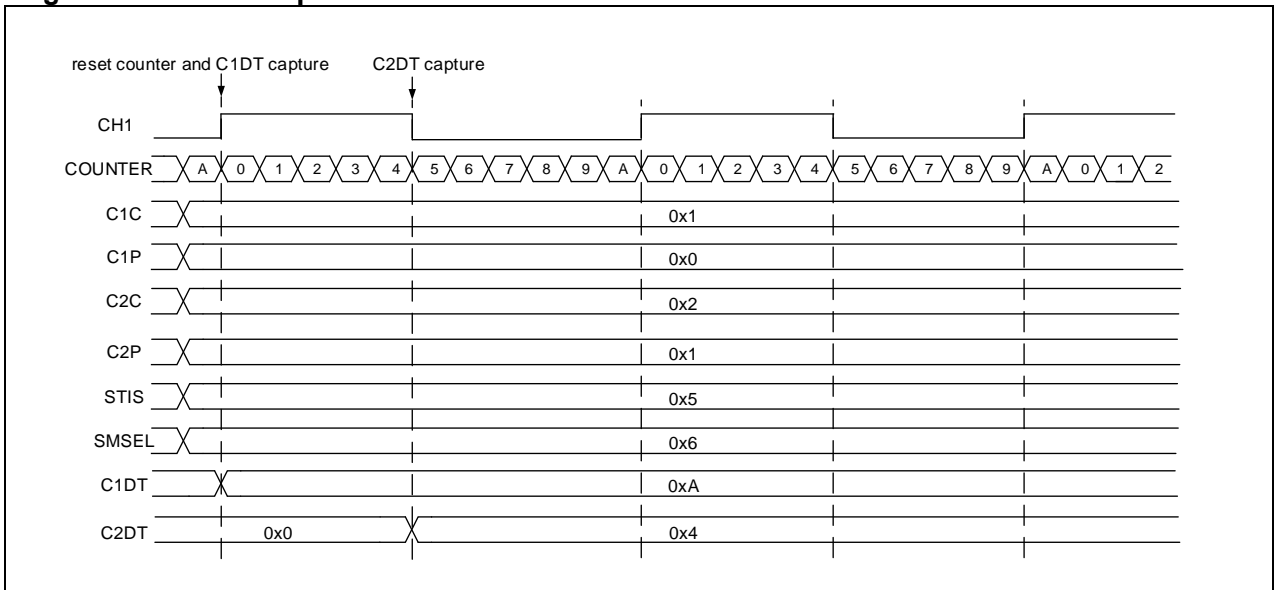 reset counter and C1DT capture C2DT capture
CH1
COUNTER A 0 1 2 3 4 5 6 7 8 9 A 0 1 2 3 4 5 6 7 8 9 A 0 1 2
C1C 0x1
C1P 0x0
C2C 0x2
C2P 0x1
STIS 0x5
SMSEL 0x6
C1DT 0xA
C2DT 0x0 0x4